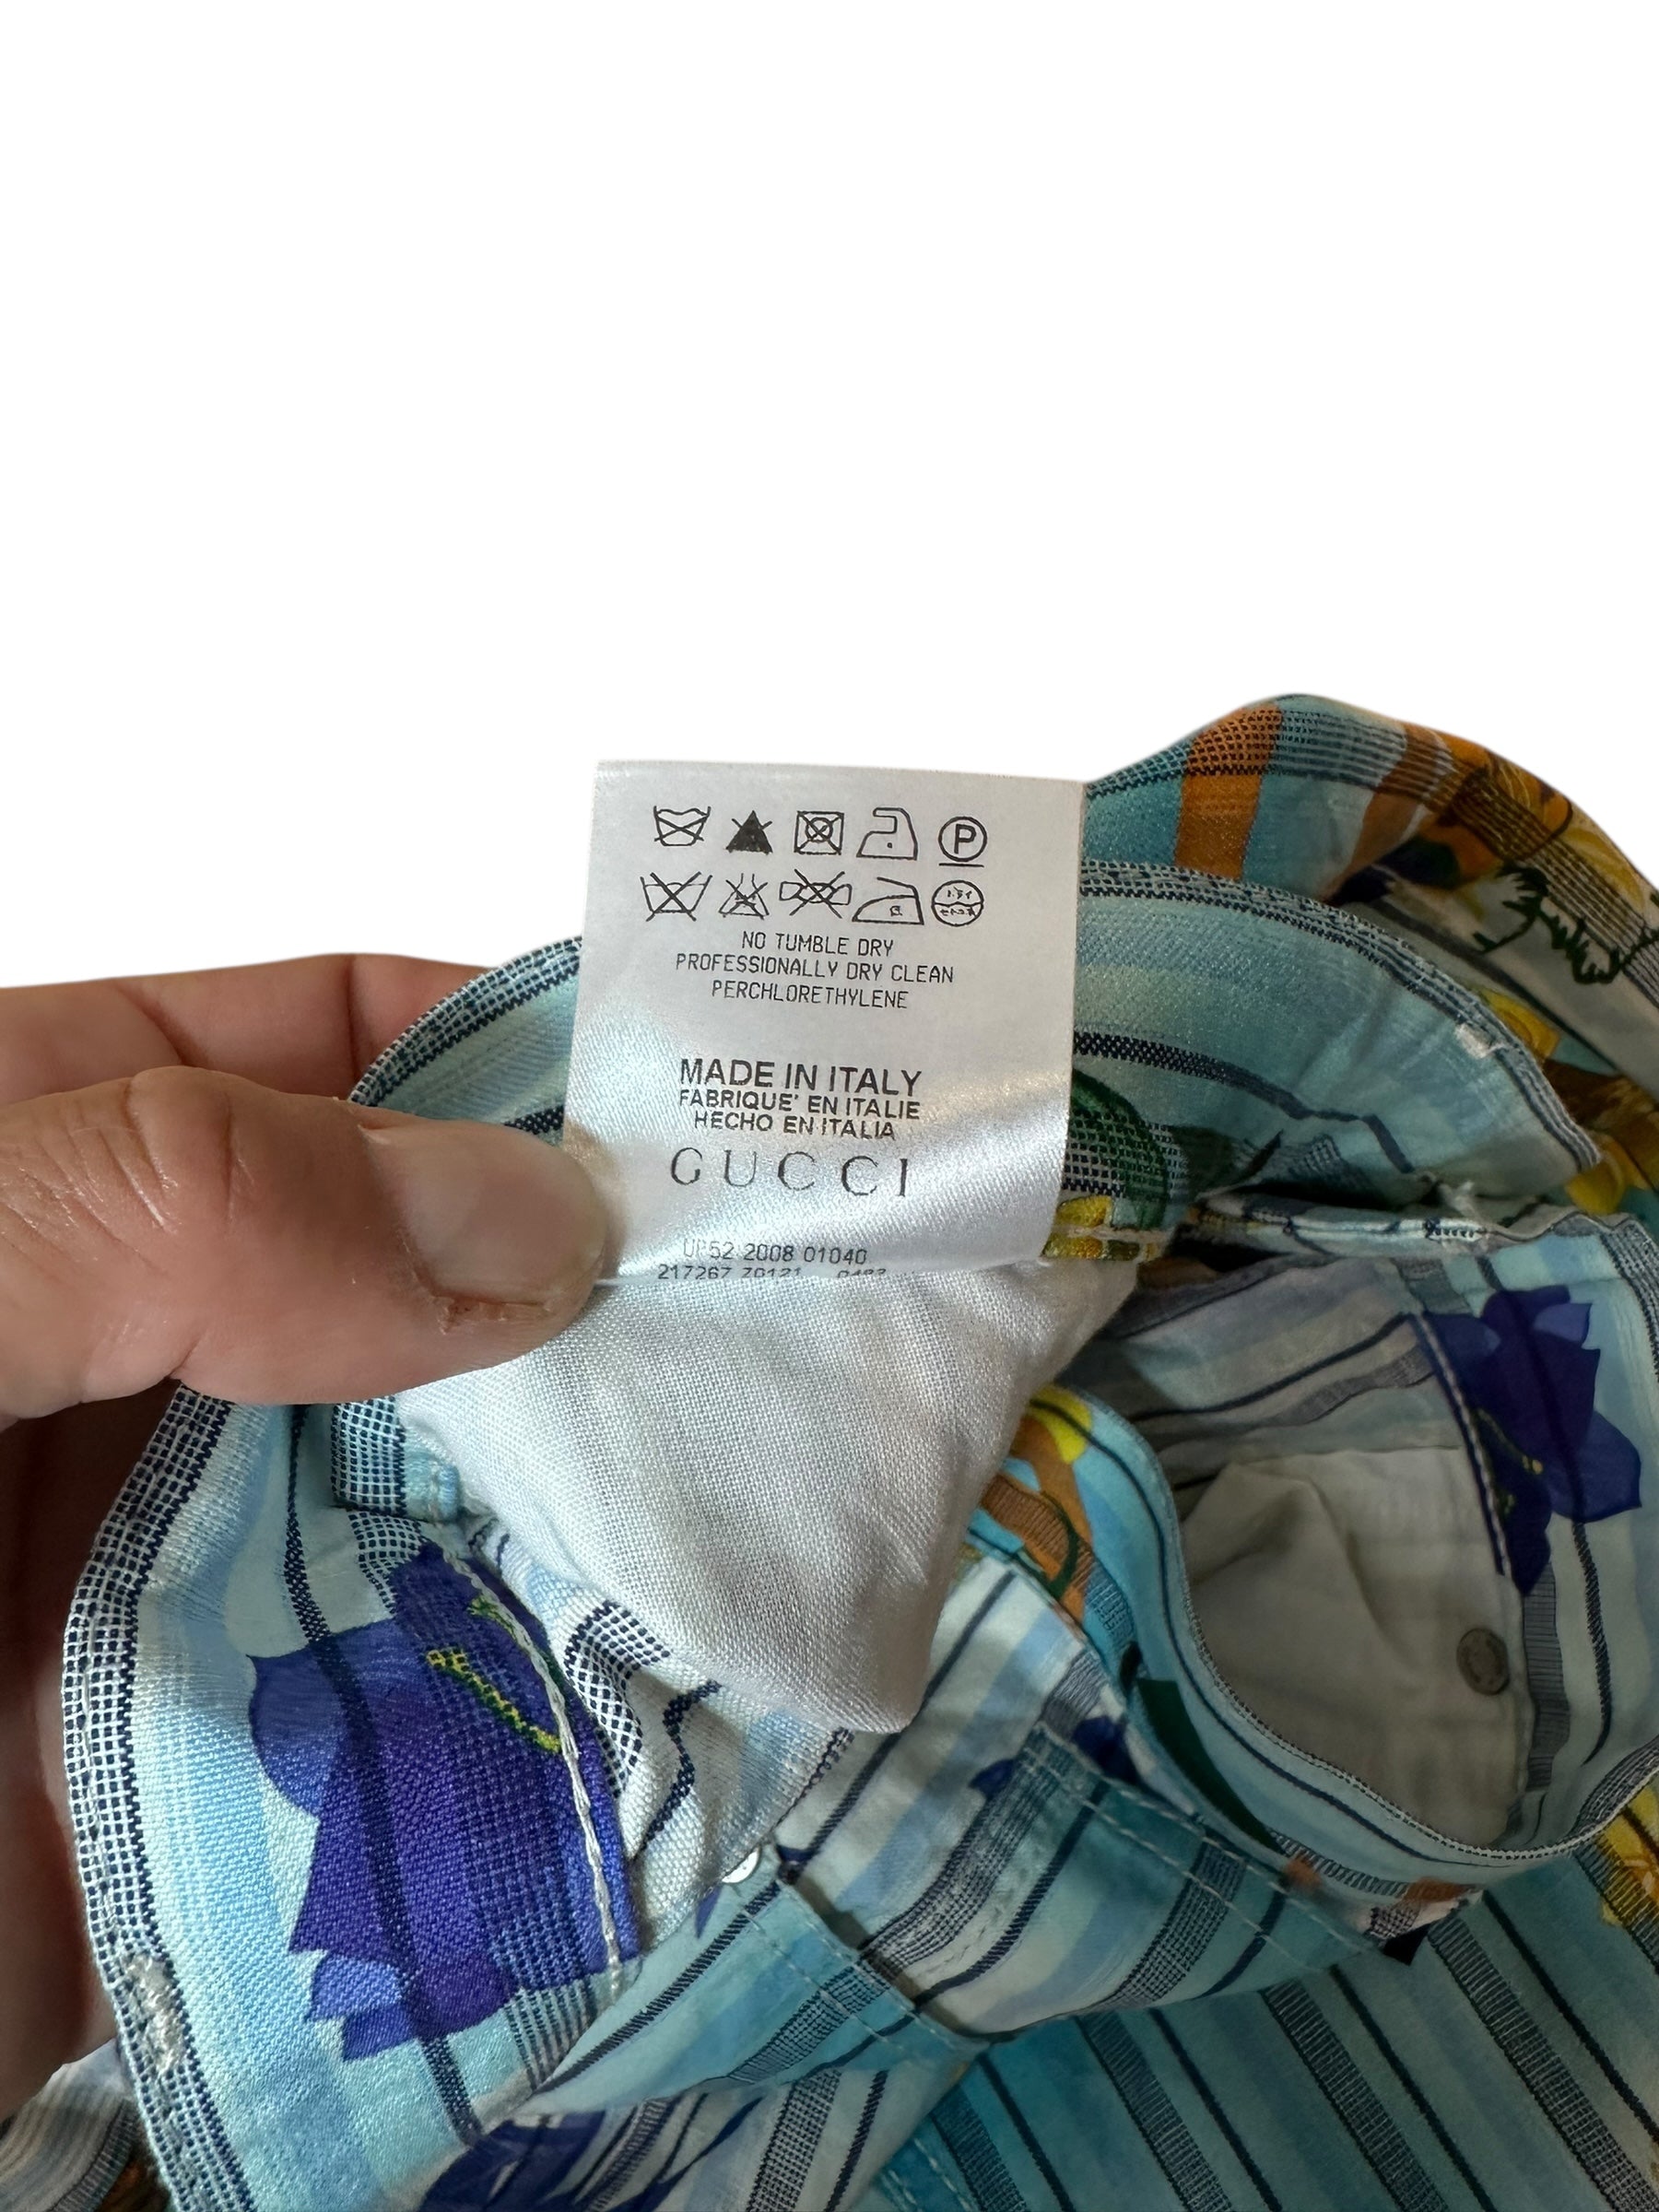 P
NO TUMBLE DRY
PROFESSIONALLY DRY CLEAN
PERCHLORETHYLENE
MADE IN ITALY
FABRIQUE' EN ITALIE
HECHO EN ITALIA
GUCCI
2008 01040
217267